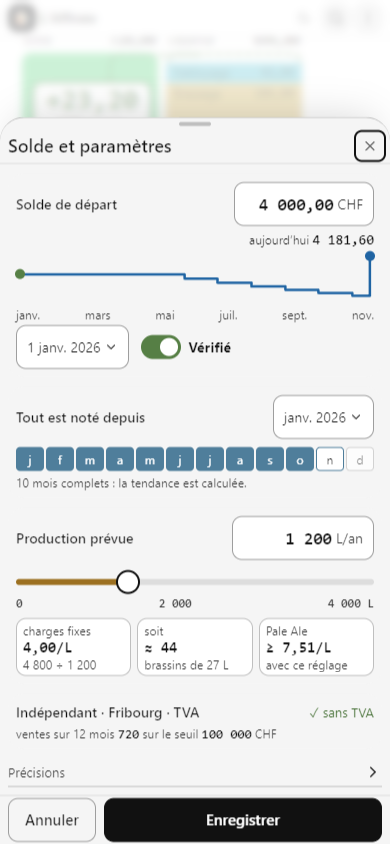 +23,20
Solde et paramètres
Solde de départ
4 000,00 CHF
aujourd'hui 4 181,60
janv. mars mai juil. sept. nov.
1 janv. 2026
Vérifié
Tout est noté depuis
janv. 2026
j f m a m j j a s o n d
10 mois complets : la tendance est calculée.
Production prévue
1 200 L/an
0 2 000 4 000 L
charges fixes
4,00/L
4 800 ÷ 1 200
soit
≈ 44
brassins de 27 L
Pale Ale
≥ 7,51/L
avec ce réglage
Indépendant · Fribourg · TVA
✓ sans TVA
ventes sur 12 mois 720 sur le seuil 100 000 CHF
Précisions
Annuler
Enregistrer